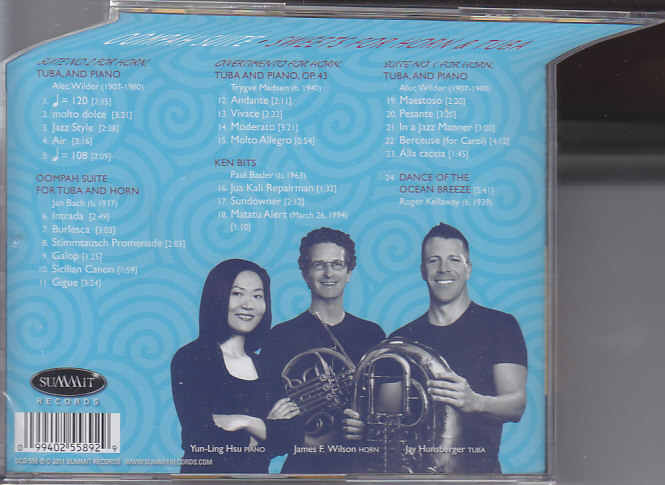 OOMPAH SUITE • SWEETS FOR HORN & TUBA
SUITE NO. 2 FOR HORN,
TUBA, AND PIANO
Alec Wilder (1907-1980)
1. ♩ = 120 [2:35]
2. molto dolce [3:21]
3. Jazz Style [2:38]
4. Air [3:16]
5. ♩ = 108 [2:09]
OOMPAH SUITE
FOR TUBA AND HORN
Jan Bach (b. 1937)
6. Intrada [2:49]
7. Burlesca [3:03]
8. Stimmtausch Promenade [2:03]
9. Galop [1:25]
10. Sicilian Canon [1:59]
11. Gigue [3:24]
DIVERTIMENTO FOR HORN,
TUBA AND PIANO, OP. 43
Trygve Madsen (b. 1940)
12. Andante [3:11]
13. Vivace [3:32]
14. Moderato [3:21]
15. Molto Allegro [0:54]
KEN BITS
Paul Basler (b. 1963)
16. Jua Kali Repairman [1:32]
17. Sundowner [2:12]
18. Matatu Alert (March 26, 1994)
[1:10]
SUITE NO. 1 FOR HORN,
TUBA, AND PIANO
Alec Wilder (1907-1980)
19. Maestoso [2:20]
20. Pesante [3:20]
21. In a Jazz Manner [3:00]
22. Berceuse (for Carol) [4:12]
23. Alla caccia [1:45]
24. DANCE OF THE
OCEAN BREEZE [5:41]
Roger Kellaway (b. 1939)
SUMMIT
RECORDS
0 99402 55892 9
Yun-Ling Hsu PIANO
James F. Wilson HORN
Jay Hunsberger TUBA
DCD 558 © ℗ 2011 SUMMIT RECORDS WWW.SUMMITRECORDS.COM